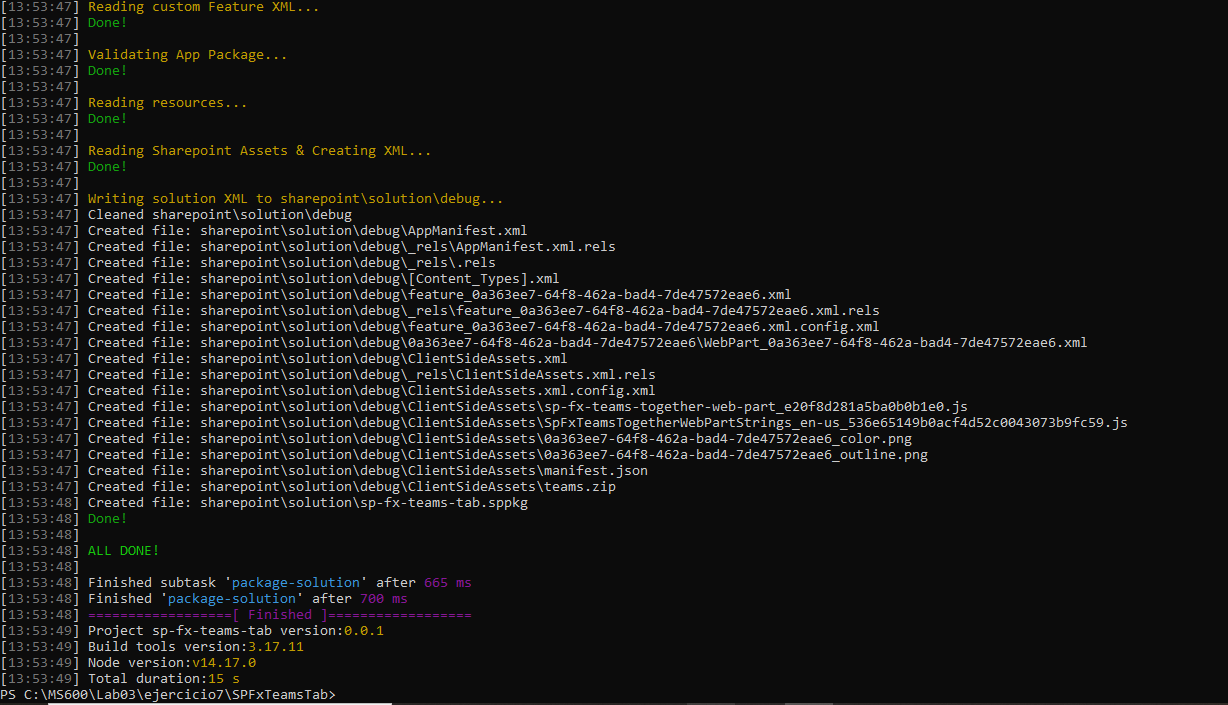 [13:53:47] Reading custom Feature XML...
[13:53:47] Done!
[13:53:47]
[13:53:47] Validating App Package...
[13:53:47] Done!
[13:53:47]
[13:53:47] Reading resources...
[13:53:47] Done!
[13:53:47]
[13:53:47] Reading Sharepoint Assets & Creating XML...
[13:53:47] Done!
[13:53:47]
[13:53:47] Writing solution XML to sharepoint\solution\debug...
[13:53:47] Cleaned sharepoint\solution\debug
[13:53:47] Created file: sharepoint\solution\debug\AppManifest.xml
[13:53:47] Created file: sharepoint\solution\debug\_rels\AppManifest.xml.rels
[13:53:47] Created file: sharepoint\solution\debug\_rels\.rels
[13:53:47] Created file: sharepoint\solution\debug\[Content_Types].xml
[13:53:47] Created file: sharepoint\solution\debug\feature_0a363ee7-64f8-462a-bad4-7de47572eae6.xml
[13:53:47] Created file: sharepoint\solution\debug\_rels\feature_0a363ee7-64f8-462a-bad4-7de47572eae6.xml.rels
[13:53:47] Created file: sharepoint\solution\debug\feature_0a363ee7-64f8-462a-bad4-7de47572eae6.xml.config.xml
[13:53:47] Created file: sharepoint\solution\debug\0a363ee7-64f8-462a-bad4-7de47572eae6\WebPart_0a363ee7-64f8-462a-bad4-7de47572eae6.xml
[13:53:47] Created file: sharepoint\solution\debug\ClientSideAssets.xml
[13:53:47] Created file: sharepoint\solution\debug\_rels\ClientSideAssets.xml.rels
[13:53:47] Created file: sharepoint\solution\debug\ClientSideAssets.xml.config.xml
[13:53:47] Created file: sharepoint\solution\debug\ClientSideAssets\sp-fx-teams-together-web-part_e20f8d281a5ba0b0b1e0.js
[13:53:47] Created file: sharepoint\solution\debug\ClientSideAssets\SpFxTeamsTogetherWebPartStrings_en-us_536e65149b0acf4d52c0043073b9fc59.js
[13:53:47] Created file: sharepoint\solution\debug\ClientSideAssets\0a363ee7-64f8-462a-bad4-7de47572eae6_color.png
[13:53:47] Created file: sharepoint\solution\debug\ClientSideAssets\0a363ee7-64f8-462a-bad4-7de47572eae6_outline.png
[13:53:47] Created file: sharepoint\solution\debug\ClientSideAssets\manifest.json
[13:53:47] Created file: sharepoint\solution\debug\ClientSideAssets\teams.zip
[13:53:48] Created file: sharepoint\solution\sp-fx-teams-tab.sppkg
[13:53:48] Done!
[13:53:48]
[13:53:48] ALL DONE!
[13:53:48]
[13:53:48] Finished subtask 'package-solution' after 665 ms
[13:53:48] Finished 'package-solution' after 700 ms
[13:53:48] ==================[ Finished ]==================
[13:53:49] Project sp-fx-teams-tab version:0.0.1
[13:53:49] Build tools version:3.17.11
[13:53:49] Node version:v14.17.0
[13:53:49] Total duration:15 s
PS C:\MS600\Lab03\ejercicio7\SPFxTeamsTab>